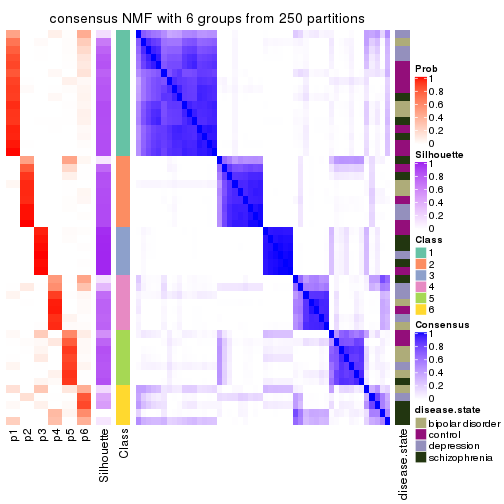 consensus NMF with 6 groups from 250 partitions
Prob
1
0.8
0.6
0.4
0.2
0
Silhouette
1
0.8
0.6
0.4
0.2
0
Class
1
2
3
4
5
6
Consensus
1
0.8
0.6
0.4
0.2
0
disease.state
bipolar disorder
control
depression
schizophrenia
p1
p2
p3
p4
p5
p6
Silhouette
Class
disease.state